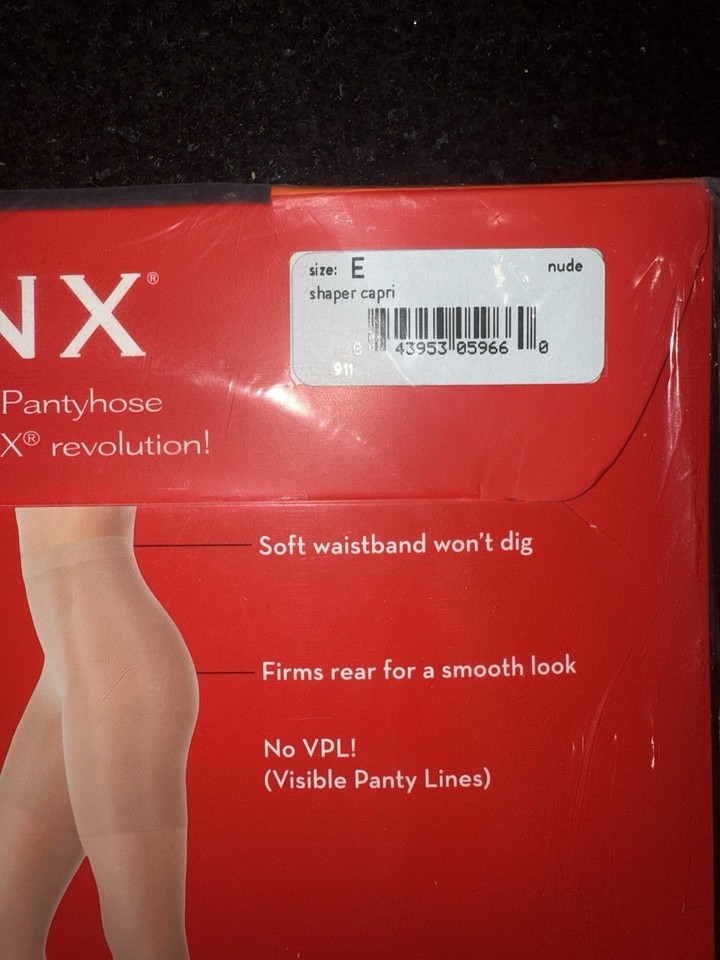 NX®
size: E nude
shaper capri
8 43953 05966 0
911
Pantyhose
X® revolution!
Soft waistband won't dig
Firms rear for a smooth look
No VPL!
(Visible Panty Lines)